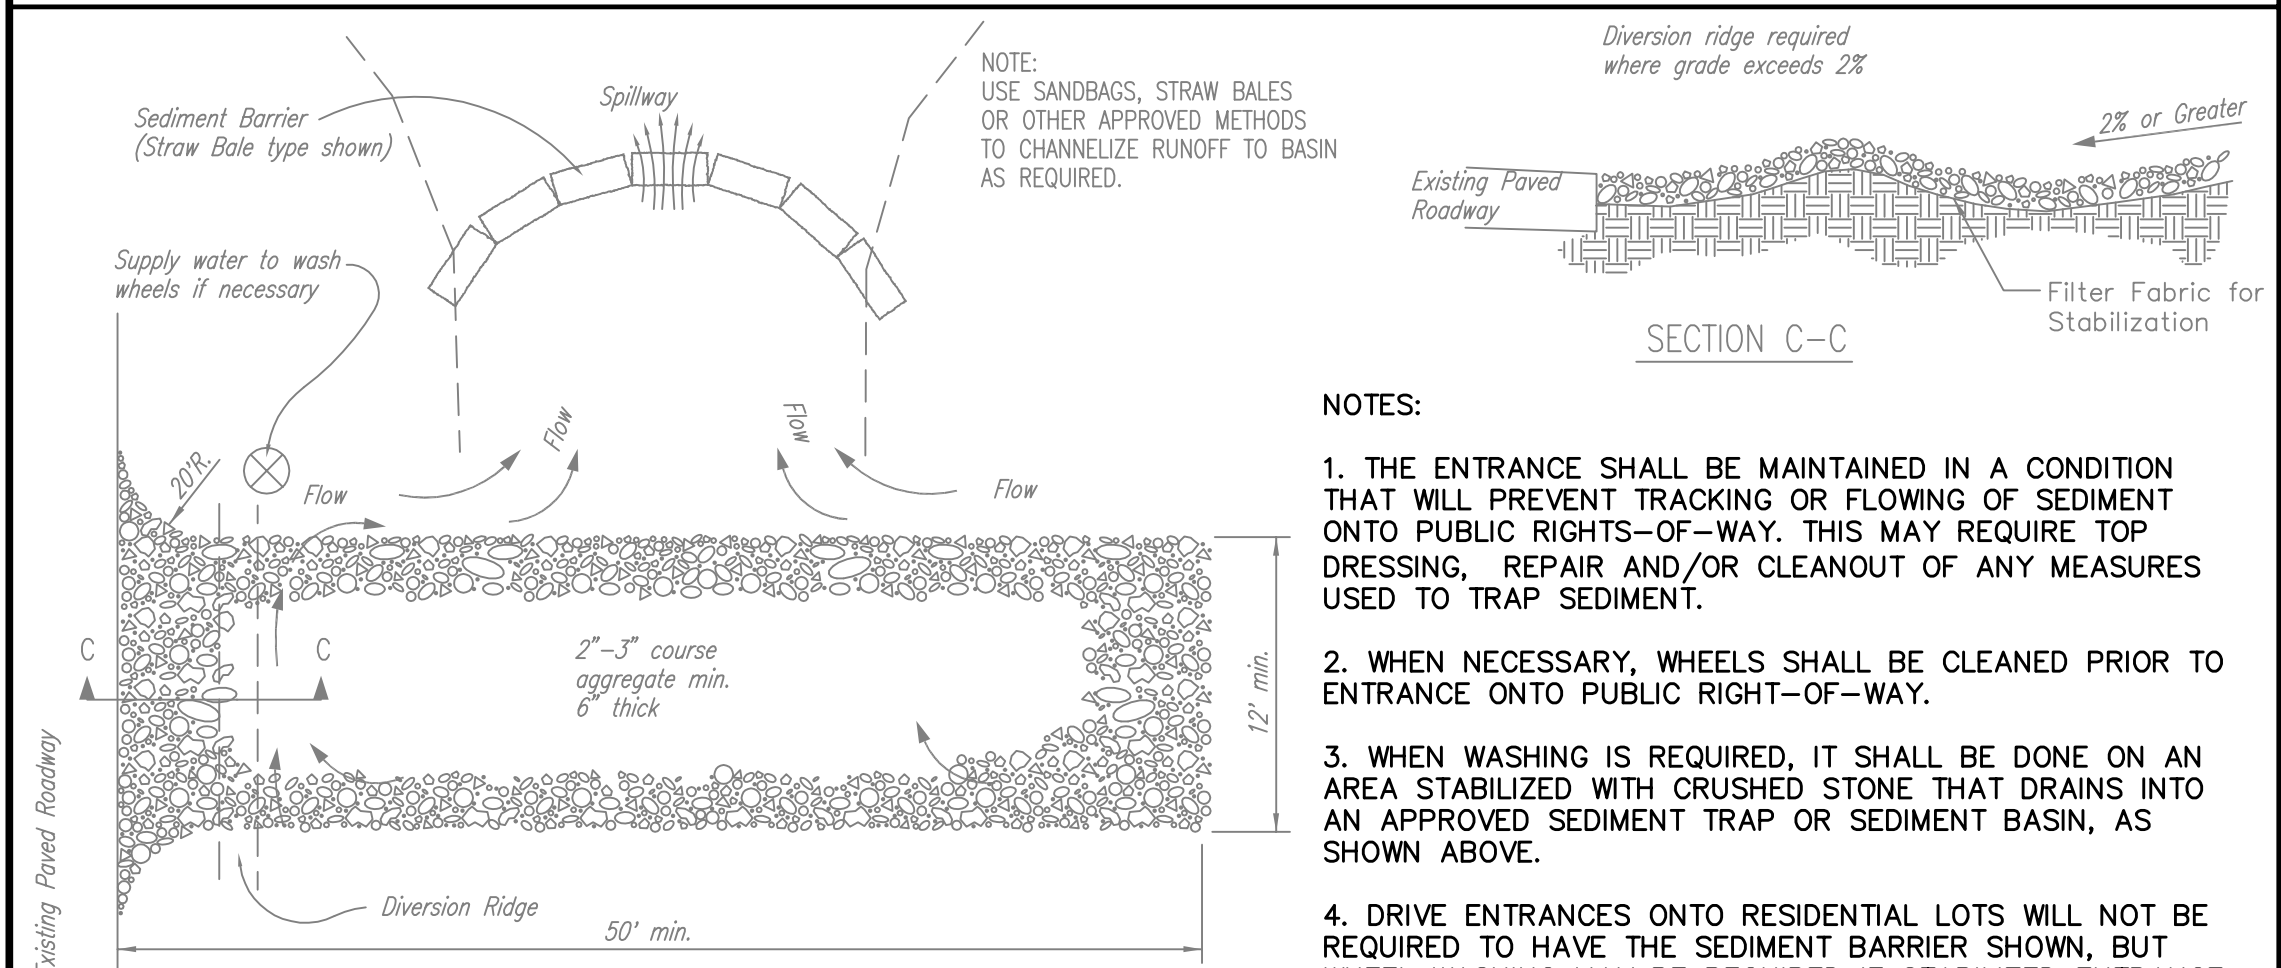 Sediment Barrier
(Straw Bale type shown)
Spillway
NOTE:
USE SANDBAGS, STRAW BALES
OR OTHER APPROVED METHODS
TO CHANNELIZE RUNOFF TO BASIN
AS REQUIRED.
Supply water to wash
wheels if necessary
20'R.
Flow
Flow
Flow
Flow
C
C
2"-3" course
aggregate min.
6" thick
12' min.
Existing Paved Roadway
Diversion Ridge
50' min.
Diversion ridge required
where grade exceeds 2%
2% or Greater
Existing Paved
Roadway
Filter Fabric for
Stabilization
SECTION C-C
NOTES:
1. THE ENTRANCE SHALL BE MAINTAINED IN A CONDITION
THAT WILL PREVENT TRACKING OR FLOWING OF SEDIMENT
ONTO PUBLIC RIGHTS-OF-WAY. THIS MAY REQUIRE TOP
DRESSING, REPAIR AND/OR CLEANOUT OF ANY MEASURES
USED TO TRAP SEDIMENT.
2. WHEN NECESSARY, WHEELS SHALL BE CLEANED PRIOR TO
ENTRANCE ONTO PUBLIC RIGHT-OF-WAY.
3. WHEN WASHING IS REQUIRED, IT SHALL BE DONE ON AN
AREA STABILIZED WITH CRUSHED STONE THAT DRAINS INTO
AN APPROVED SEDIMENT TRAP OR SEDIMENT BASIN, AS
SHOWN ABOVE.
4. DRIVE ENTRANCES ONTO RESIDENTIAL LOTS WILL NOT BE
REQUIRED TO HAVE THE SEDIMENT BARRIER SHOWN, BUT